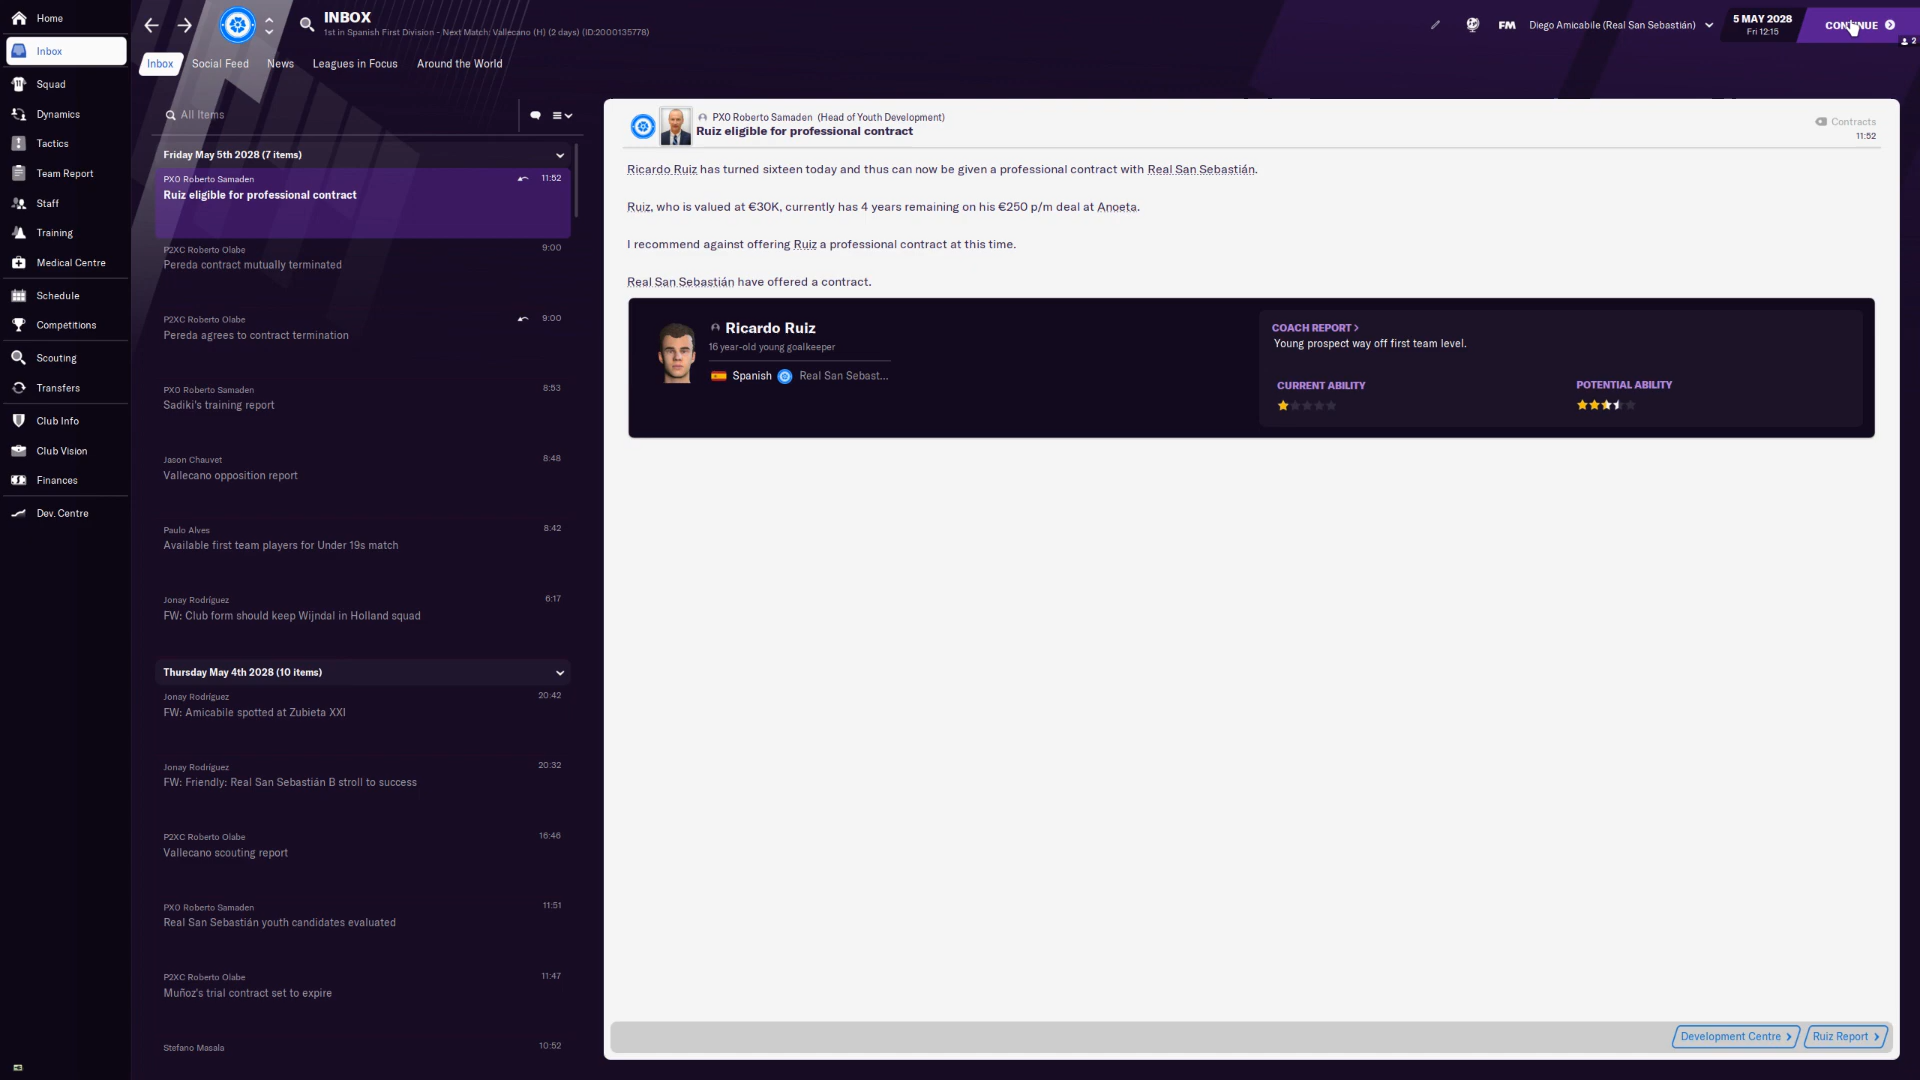 Home
Inbox
Squad
Dynamics
Tactics
Team Report
Staff
Training
Medical Centre
Schedule
Competitions
Scouting
Transfers
Club Info
Club Vision
Finances
Dev. Centre
INBOX
1st in Spanish First Division - Next Match: Vallecano (H) (2 days) (ID:2000135778)
FM
Diego Amicabile (Real San Sebastián)
5 MAY 2028
Fri 12:15
CONTINUE
2
Inbox
Social Feed
News
Leagues in Focus
Around the World
All Items
Friday May 5th 2028 (7 items)
PX0 Roberto Samaden
11:52
Ruiz eligible for professional contract
P2XC Roberto Olabe
9:00
Pereda contract mutually terminated
P2XC Roberto Olabe
9:00
Pereda agrees to contract termination
PX0 Roberto Samaden
8:53
Sadiki's training report
Jason Chauvet
8:48
Vallecano opposition report
Paulo Alves
8:42
Available first team players for Under 19s match
Jonay Rodríguez
6:17
FW: Club form should keep Wijndal in Holland squad
Thursday May 4th 2028 (10 items)
Jonay Rodríguez
20:42
FW: Amicabile spotted at Zubieta XXI
Jonay Rodríguez
20:32
FW: Friendly: Real San Sebastián B stroll to success
P2XC Roberto Olabe
16:46
Vallecano scouting report
PX0 Roberto Samaden
11:51
Real San Sebastián youth candidates evaluated
P2XC Roberto Olabe
11:47
Muñoz's trial contract set to expire
Stefano Masala
10:52
PX0 Roberto Samaden (Head of Youth Development)
Ruiz eligible for professional contract
Contracts
11:52
Ricardo Ruiz has turned sixteen today and thus can now be given a professional contract with Real San Sebastián.
Ruiz, who is valued at €30K, currently has 4 years remaining on his €250 p/m deal at Anoeta.
I recommend against offering Ruiz a professional contract at this time.
Real San Sebastián have offered a contract.
Ricardo Ruiz
16 year-old young goalkeeper
Spanish
Real San Sebast...
COACH REPORT >
Young prospect way off first team level.
CURRENT ABILITY
POTENTIAL ABILITY
Development Centre >
Ruiz Report >